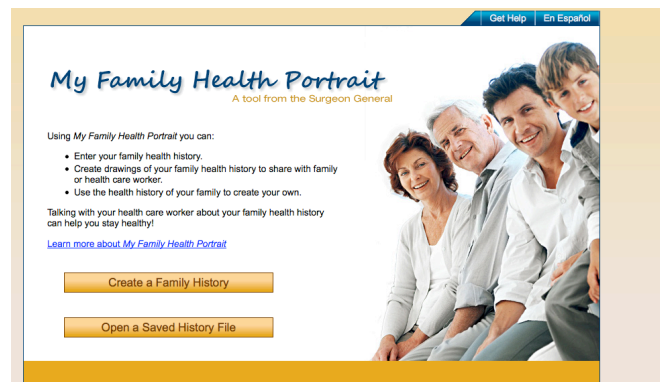 Get Help En Español
My Family Health Portrait
A tool from the Surgeon General
Using My Family Health Portrait you can:
• Enter your family health history.
• Create drawings of your family health history to share with family
or health care worker.
• Use the health history of your family to create your own.
Talking with your health care worker about your family health history
can help you stay healthy!
Learn more about My Family Health Portrait
Create a Family History
Open a Saved History File